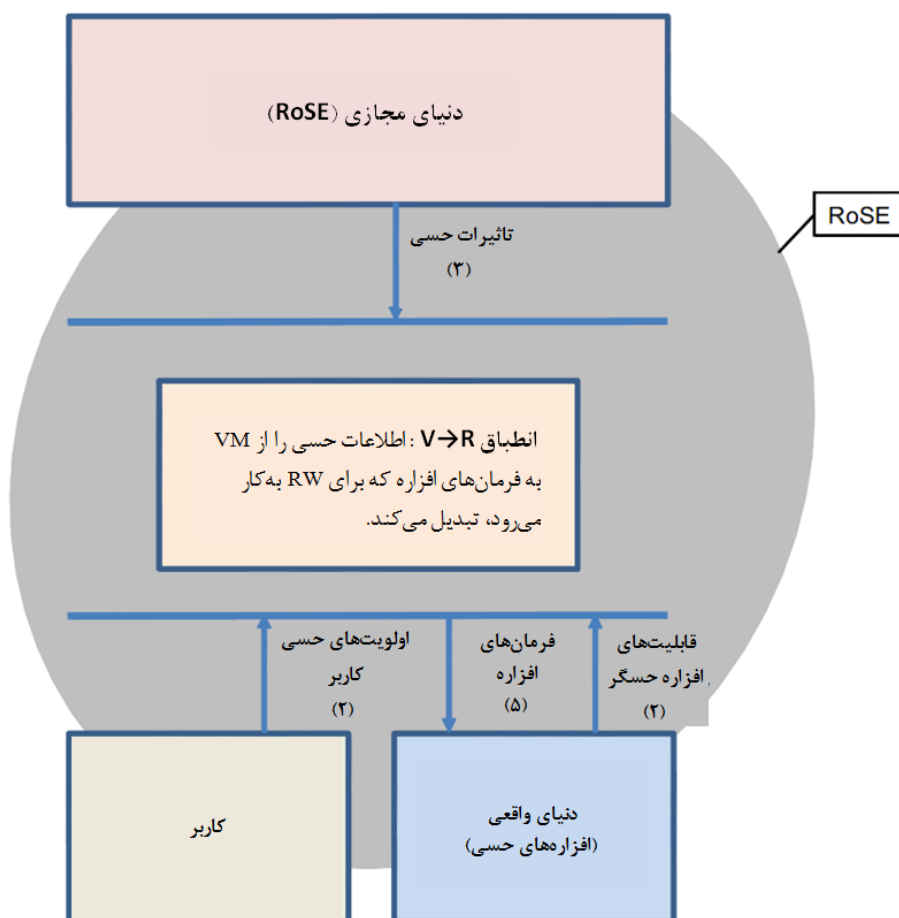 دنیای مجازی (RoSE)
RoSE
تاثیرات حسی
(۳)
انطباق V→R : اطلاعات حسی را از VM
به فرمان‌های افزاره که برای RW به‌کار
می‌رود، تبدیل می‌کند.
اولویت‌های حسی
کاربر
(۲)
فرمان‌های
افزاره
(۵)
قابلیت‌های
افزاره حسگر
(۲)
کاربر
دنیای واقعی
(افزاره‌های حسی)